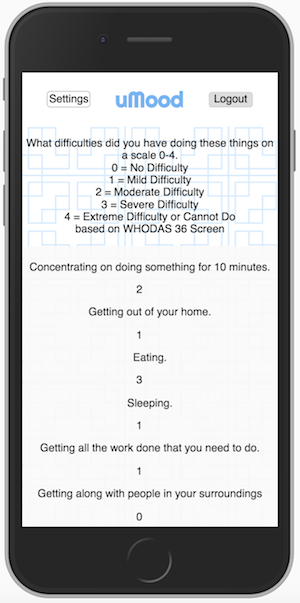 Settings
uMood
Logout
What difficulties did you have doing these things on
a scale 0-4.
0 = No Difficulty
1 = Mild Difficulty
2 = Moderate Difficulty
3 = Severe Difficulty
4 = Extreme Difficulty or Cannot Do
based on WHODAS 36 Screen
Concentrating on doing something for 10 minutes.
2
Getting out of your home.
1
Eating.
3
Sleeping.
1
Getting all the work done that you need to do.
1
Getting along with people in your surroundings
0